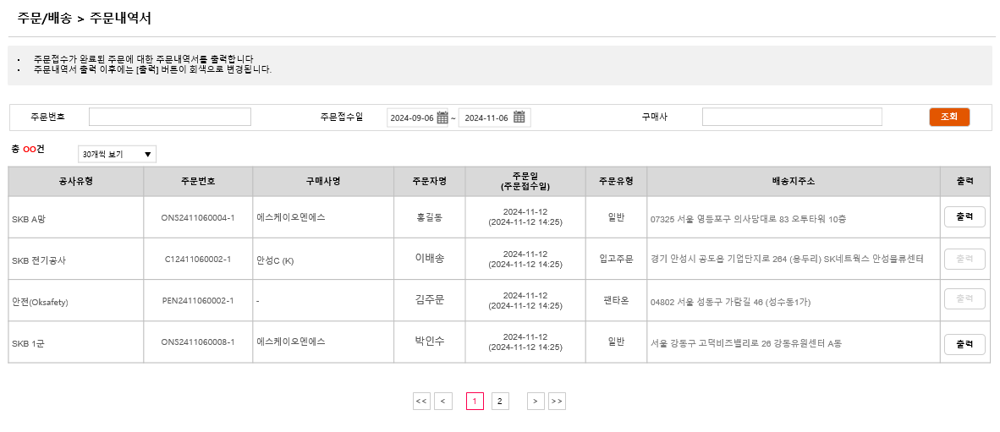 주문/배송 > 주문내역서
• 주문접수가 완료된 주문에 대한 주문내역서를 출력합니다
• 주문내역서 출력 이후에는 [출력] 버튼이 회색으로 변경됩니다.
주문번호 주문접수일 2024-09-06 ~ 2024-11-06 구매사 조회
총 OO건 30개씩 보기 ▼
공사유형 주문번호 구매사명 주문자명 주문일 (주문접수일) 주문유형 배송지주소 출력
SKB A망 ONS2411060004-1 에스케이오엔에스 홍길동 2024-11-12 (2024-11-12 14:25) 일반 07325 서울 영등포구 의사당대로 83 오투타워 10층 출력
SKB 전기공사 C12411060002-1 안성C (K) 이배송 2024-11-12 (2024-11-12 14:25) 입고주문 경기 안성시 공도읍 기업단지로 264 (용두리) SK네트웍스 안성물류센터 출력
안전(Oksafety) PEN2411060002-1 - 김주문 2024-11-12 (2024-11-12 14:25) 팬타온 04802 서울 성동구 가람길 46 (성수동1가) 출력
SKB 1군 ONS2411060008-1 에스케이오엔에스 박인수 2024-11-12 (2024-11-12 14:25) 일반 서울 강동구 고덕비즈밸리로 26 강동유원센터 A동 출력
<< < 1 2 > >>